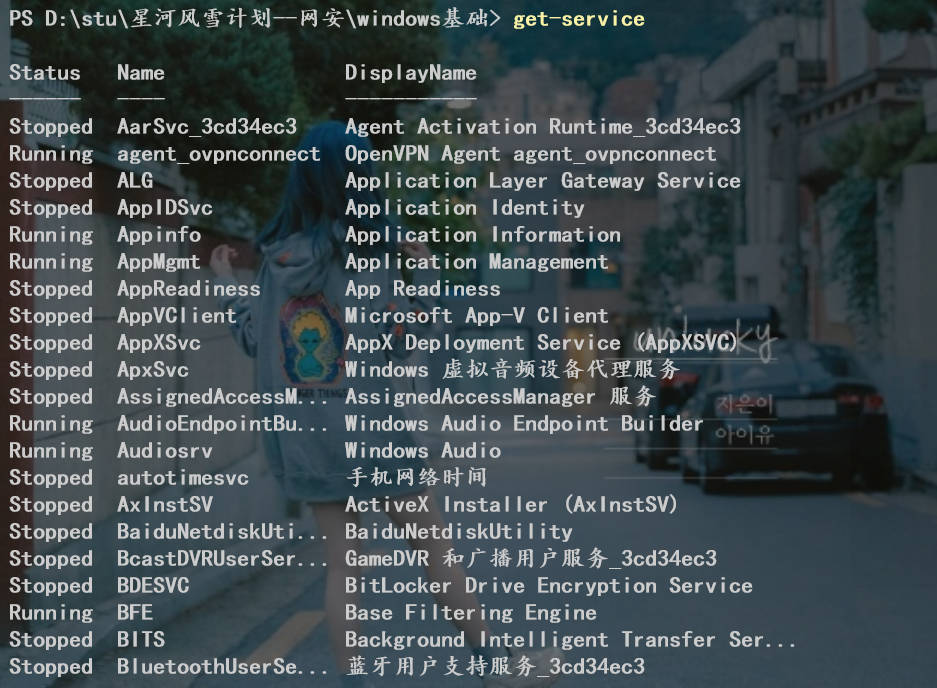 PS D:\stu\星河风雪计划--网安\windows基础> get-service
Status Name DisplayName
------ ---- -----------
Stopped AarSvc_3cd34ec3 Agent Activation Runtime_3cd34ec3
Running agent_ovpnconnect OpenVPN Agent agent_ovpnconnect
Stopped ALG Application Layer Gateway Service
Stopped AppIDSvc Application Identity
Running Appinfo Application Information
Running AppMgmt Application Management
Stopped AppReadiness App Readiness
Stopped AppVClient Microsoft App-V Client
Stopped AppXSvc AppX Deployment Service (AppXSVC)
Stopped ApxSvc Windows 虚拟音频设备代理服务
Stopped AssignedAccessM... AssignedAccessManager 服务
Running AudioEndpointBu... Windows Audio Endpoint Builder
Running Audiosrv Windows Audio
Stopped autotimesvc 手机网络时间
Stopped AxInstSV ActiveX Installer (AxInstSV)
Stopped BaiduNetdiskUti... BaiduNetdiskUtility
Stopped BcastDVRUserSer... GameDVR 和广播用户服务_3cd34ec3
Stopped BDESVC BitLocker Drive Encryption Service
Running BFE Base Filtering Engine
Stopped BITS Background Intelligent Transfer Ser...
Stopped BluetoothUserSe... 蓝牙用户支持服务_3cd34ec3
unlucky
지은이
아이유